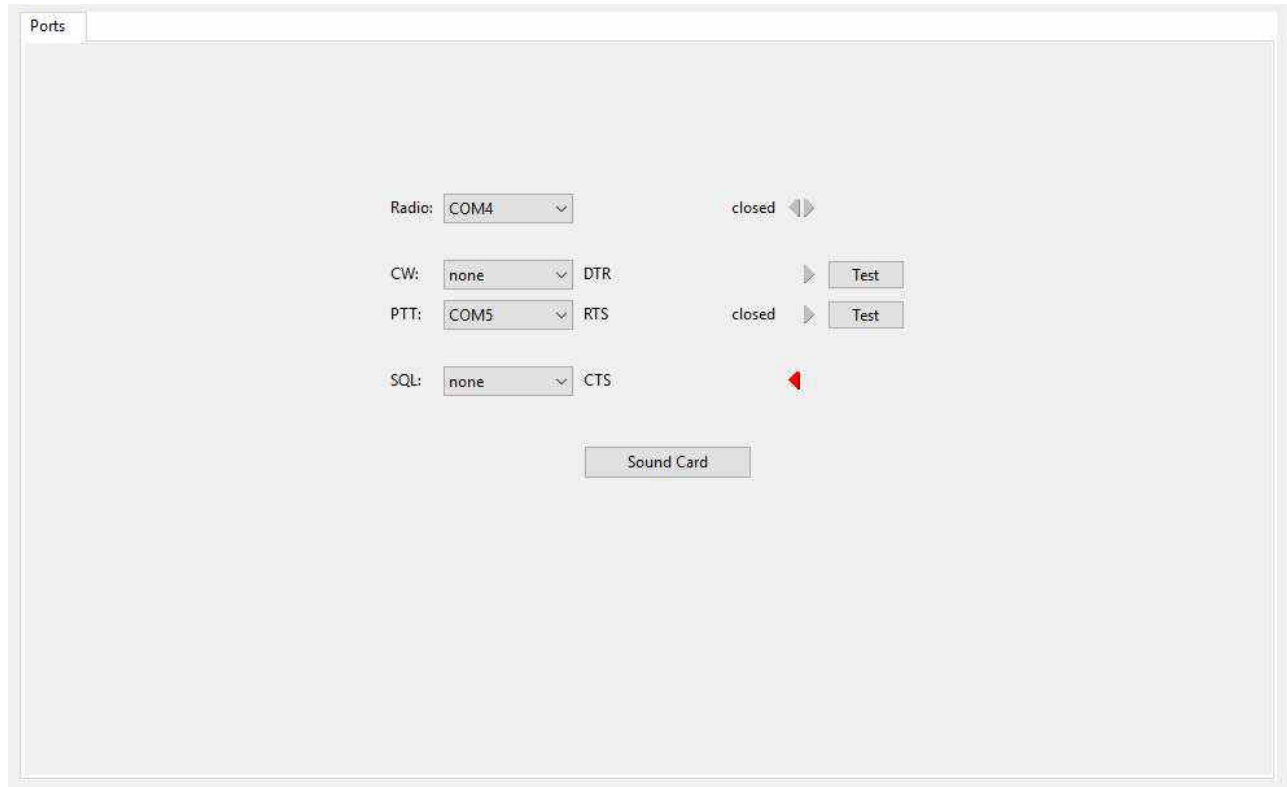 Ports
Radio: COM4 closed
CW: none DTR Test
PTT: COM5 RTS closed Test
SQL: none CTS
Sound Card